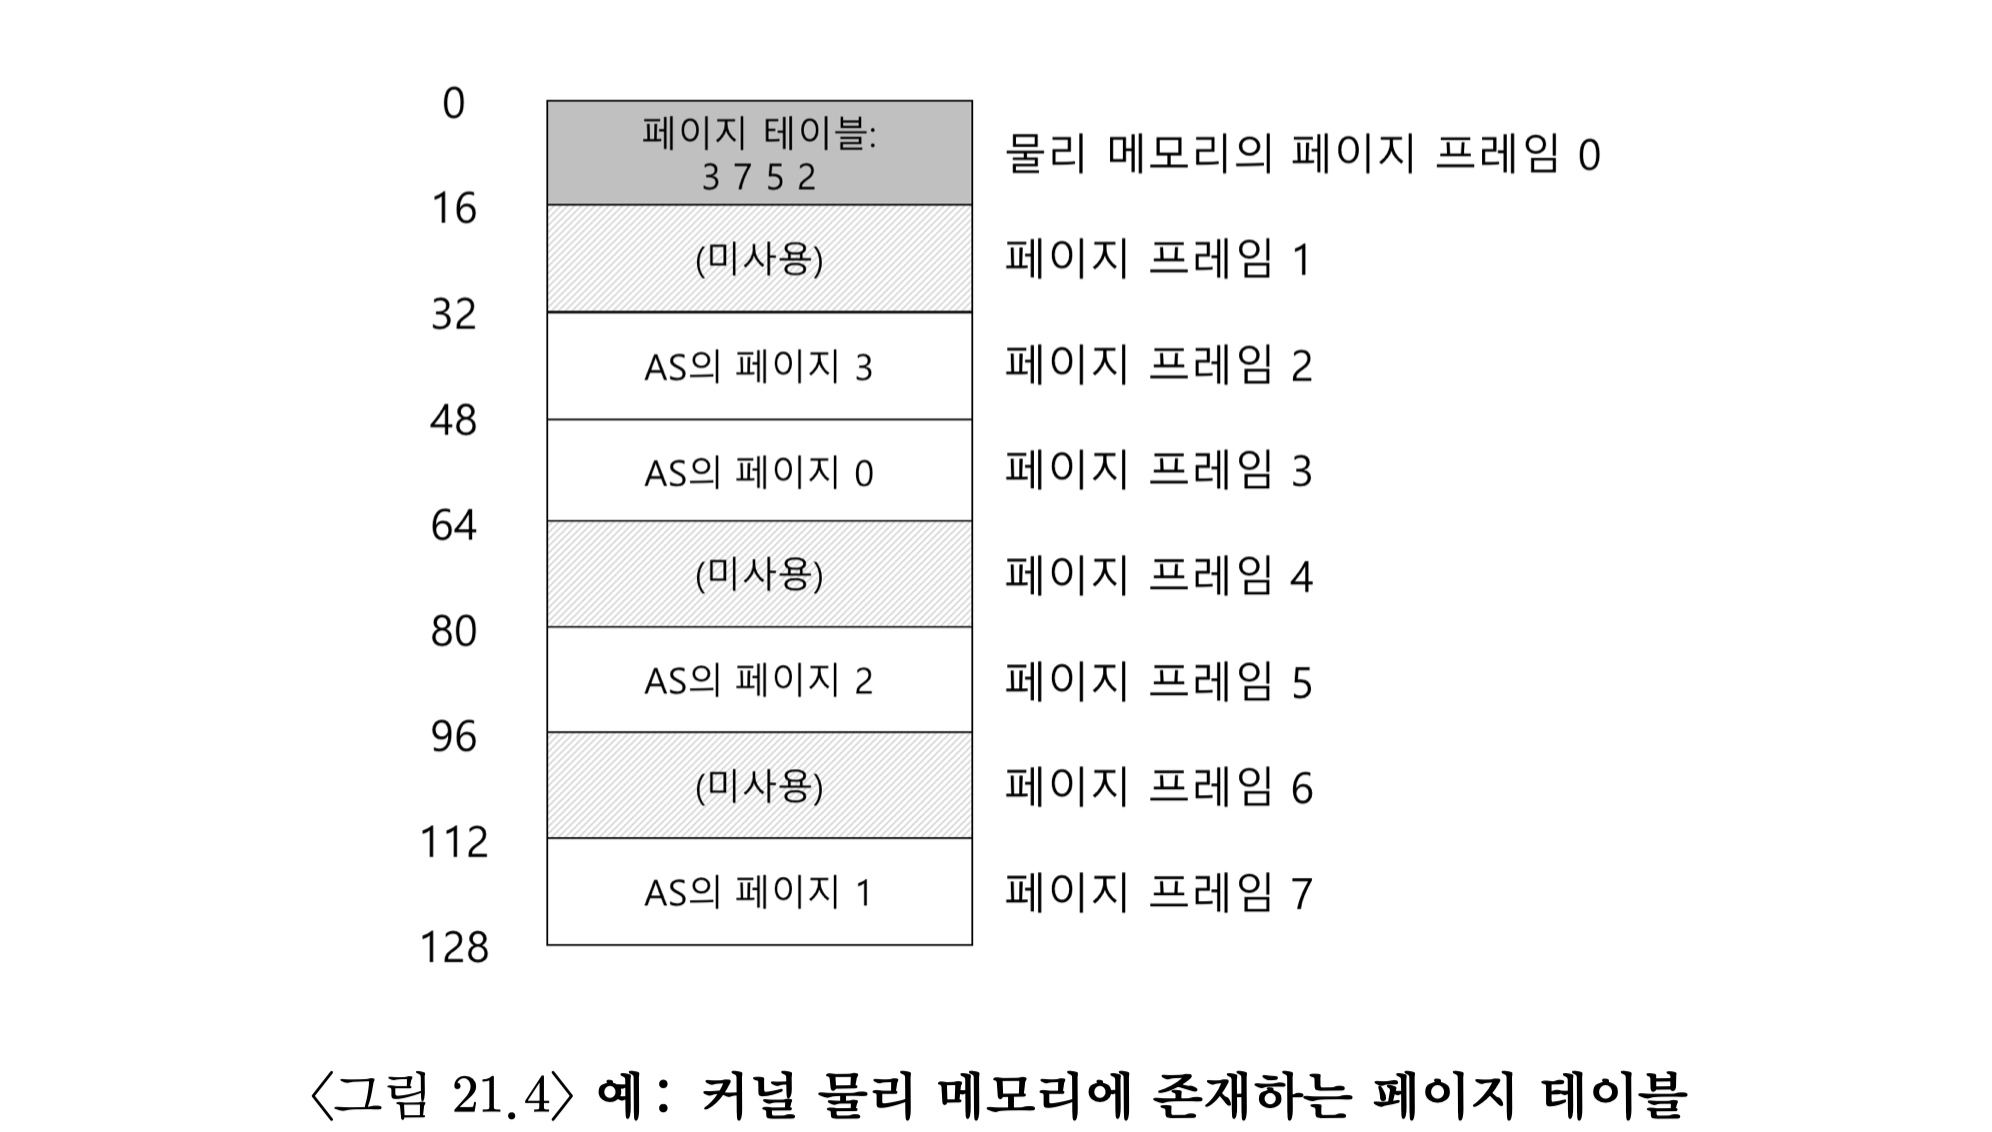 0
페이지 테이블:
3 7 5 2
물리 메모리의 페이지 프레임 0
16
(미사용)
페이지 프레임 1
32
AS의 페이지 3
페이지 프레임 2
48
AS의 페이지 0
페이지 프레임 3
64
(미사용)
페이지 프레임 4
80
AS의 페이지 2
페이지 프레임 5
96
(미사용)
페이지 프레임 6
112
AS의 페이지 1
페이지 프레임 7
128
〈그림 21.4〉 예: 커널 물리 메모리에 존재하는 페이지 테이블